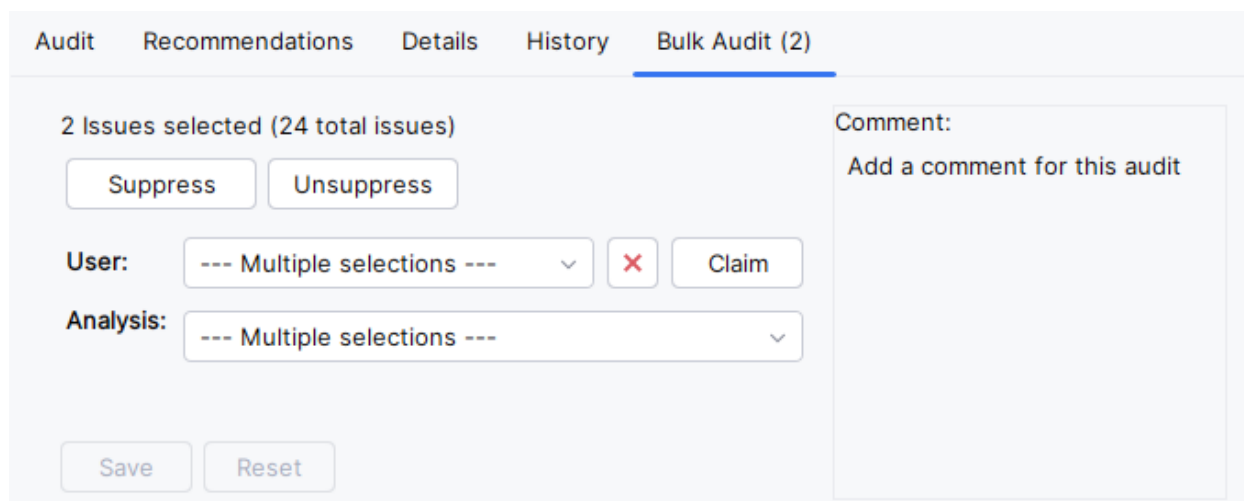 Audit Recommendations Details History Bulk Audit (2)
2 Issues selected (24 total issues)
Suppress Unsuppress
User: --- Multiple selections --- Claim
Analysis: --- Multiple selections ---
Save Reset
Comment:
Add a comment for this audit